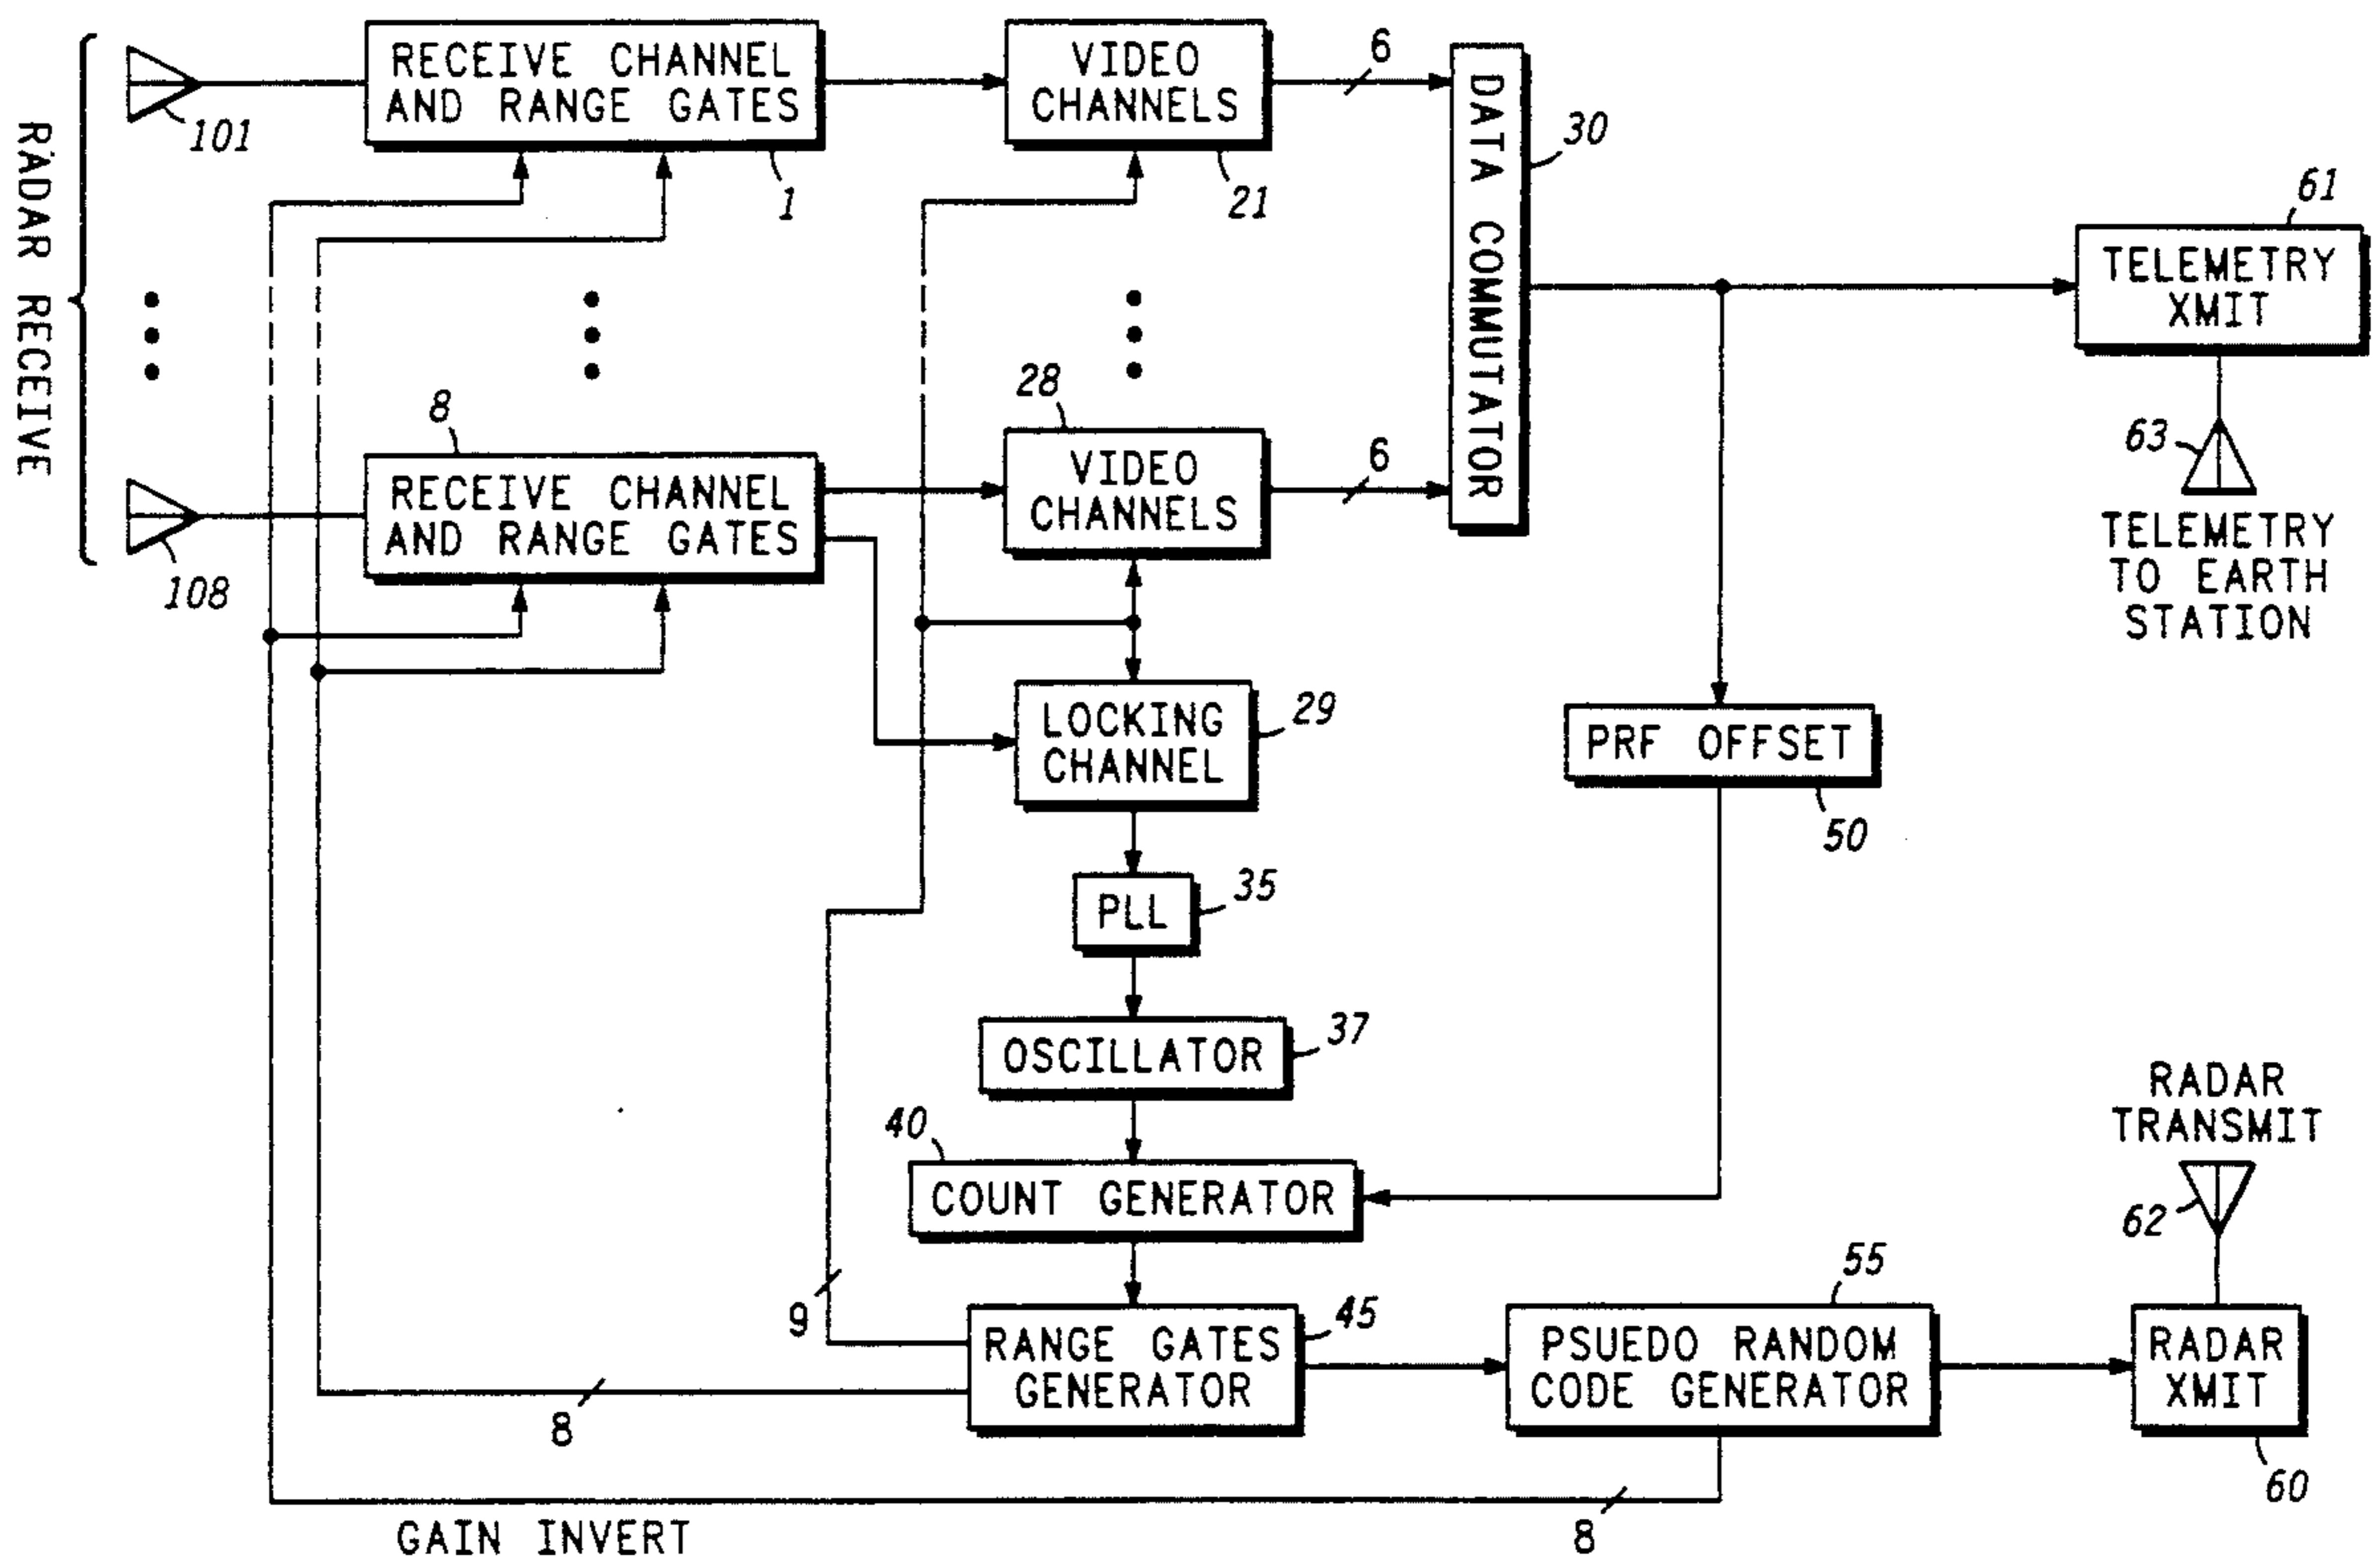 RADAR RECEIVE
101
RECEIVE CHANNEL
AND RANGE GATES
1
VIDEO
CHANNELS
21
6
DATA COMMUTATOR
30
61
TELEMETRY
XMIT
63
TELEMETRY
TO EARTH
STATION
108
8
RECEIVE CHANNEL
AND RANGE GATES
28
VIDEO
CHANNELS
6
LOCKING
CHANNEL
29
PRF OFFSET
50
PLL
35
OSCILLATOR
37
40
COUNT GENERATOR
RADAR
TRANSMIT
62
9
8
RANGE GATES
GENERATOR
45
55
PSUEDO RANDOM
CODE GENERATOR
RADAR
XMIT
60
GAIN INVERT
8